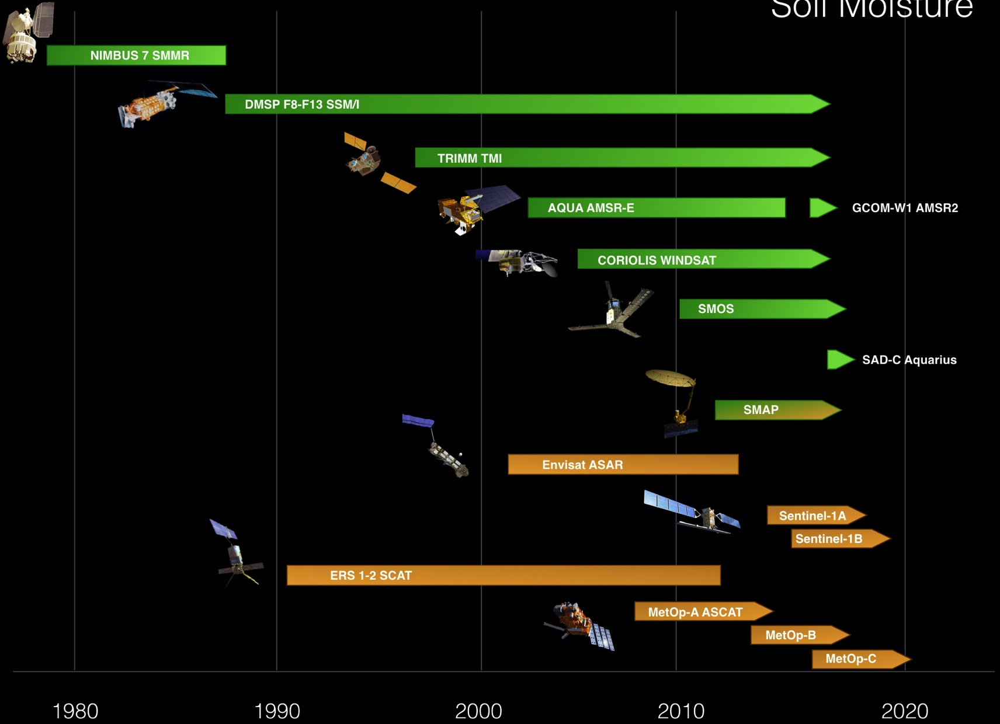 Soil Moisture
NIMBUS 7 SMMR
DMSP F8-F13 SSM/I
TRIMM TMI
AQUA AMSR-E
GCOM-W1 AMSR2
CORIOLIS WINDSAT
SMOS
SAD-C Aquarius
SMAP
Envisat ASAR
Sentinel-1A
Sentinel-1B
ERS 1-2 SCAT
MetOp-A ASCAT
MetOp-B
MetOp-C
1980 1990 2000 2010 2020